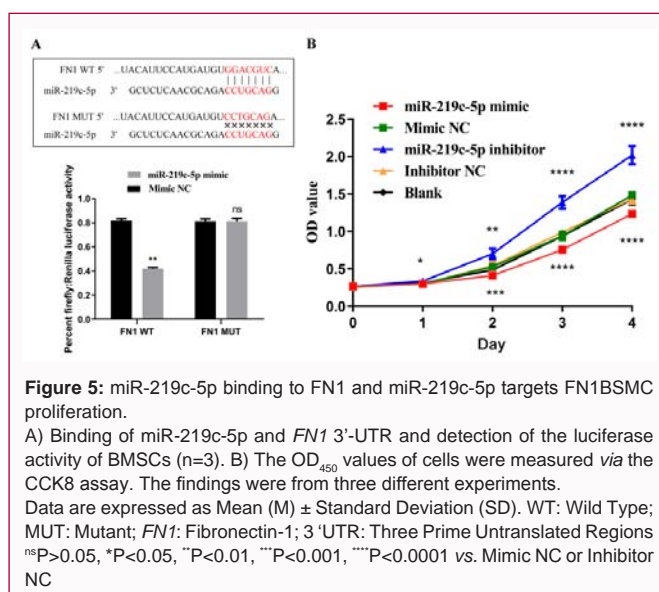 A
FN1 WT 5' ...UACAUUCCAUGAUGUGGACGUCA...
miR-219c-5p 3' GCUCUCAACGCAGACCUGCAGG
FN1 MUT 5' ...UACAUUCCAUGAUGUCCTGCAGA...
×××××××
miR-219c-5p 3' GCUCUCAACGCAGACCUGCAGG
Percent firefly:Renilla luciferase activity
1.0
0.8
0.6
0.4
0.2
0.0
miR-219c-5p mimic
Mimic NC
**
ns
FN1 WT
FN1 MUT
B
miR-219c-5p mimic
Mimic NC
miR-219c-5p inhibitor
Inhibitor NC
Blank
OD value
2.5
2.0
1.5
1.0
0.5
0.0
*
**
****
****
***
****
****
0 1 2 3 4
Day
Figure 5: miR-219c-5p binding to FN1 and miR-219c-5p targets FN1BSMC
proliferation.
A) Binding of miR-219c-5p and FN1 3’-UTR and detection of the luciferase
activity of BMSCs (n=3). B) The OD450 values of cells were measured via the
CCK8 assay. The findings were from three different experiments.
Data are expressed as Mean (M) ± Standard Deviation (SD). WT: Wild Type;
MUT: Mutant; FN1: Fibronectin-1; 3 ‘UTR: Three Prime Untranslated Regions
nsP>0.05, *P<0.05, **P<0.01, ***P<0.001, ****P<0.0001 vs. Mimic NC or Inhibitor
NC